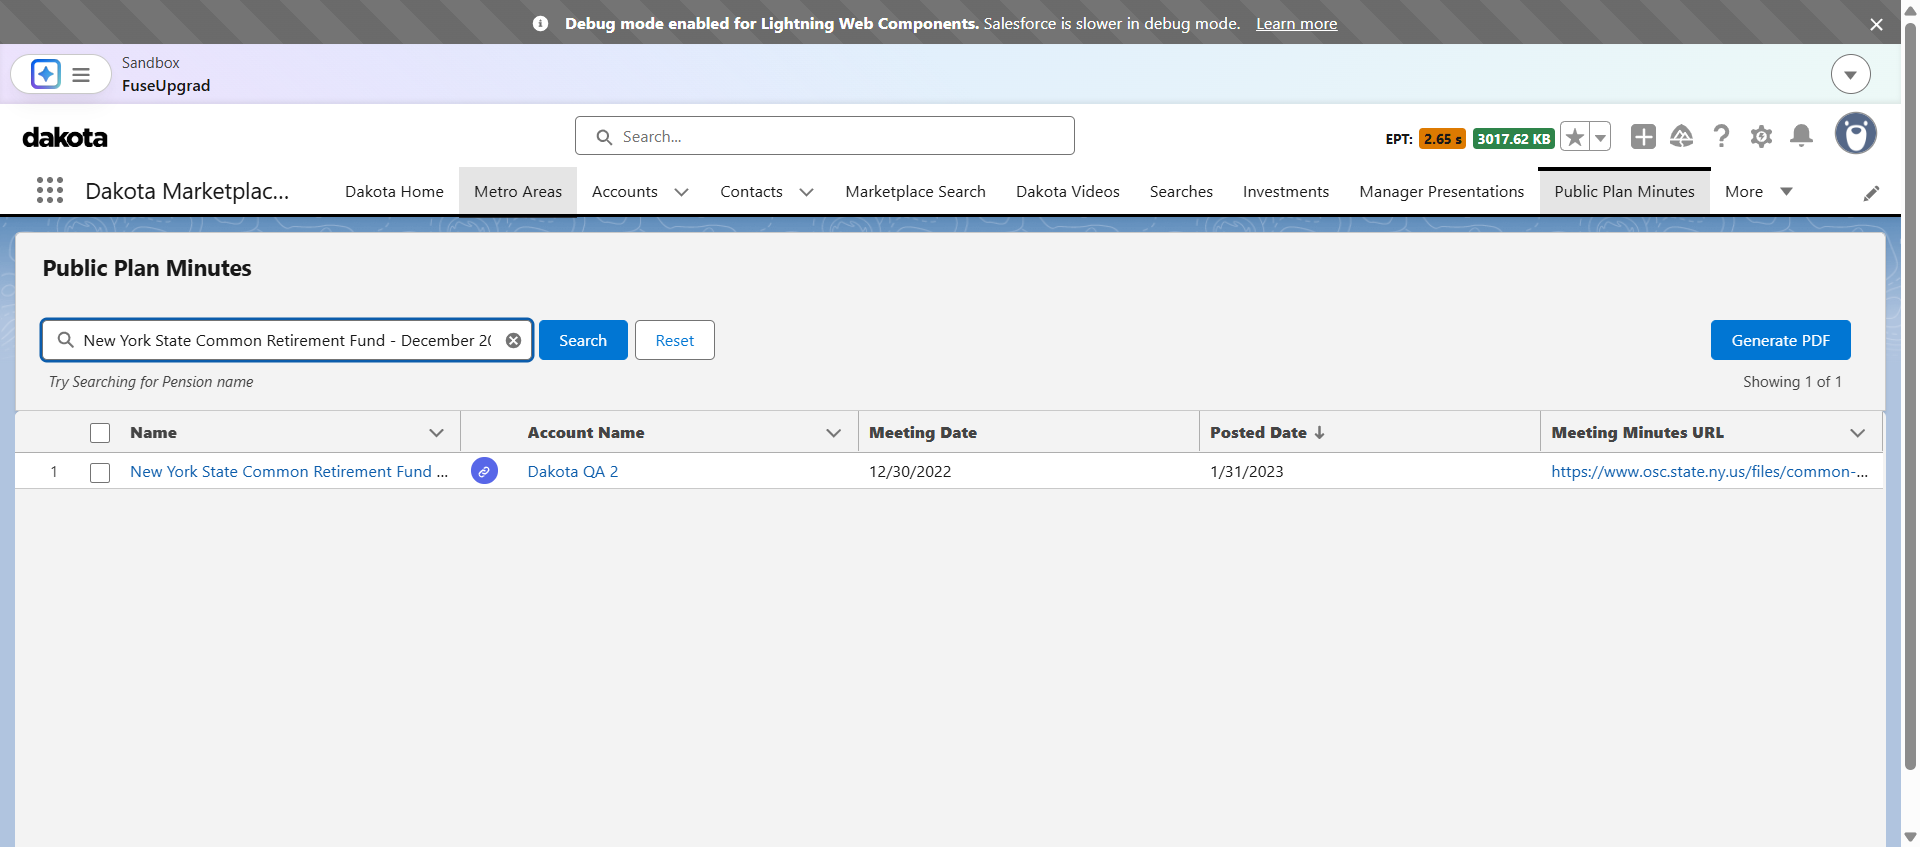 Debug mode enabled for Lightning Web Components. Salesforce is slower in debug mode. Learn more
Sandbox
FuseUpgrad
dakota
Search...
EPT: 2.65 s 3017.62 KB
Dakota Marketplac...
Dakota Home
Metro Areas
Accounts
Contacts
Marketplace Search
Dakota Videos
Searches
Investments
Manager Presentations
Public Plan Minutes
More
Public Plan Minutes
New York State Common Retirement Fund - December 20
Search
Reset
Generate PDF
Try Searching for Pension name
Showing 1 of 1
Name
Account Name
Meeting Date
Posted Date
Meeting Minutes URL
1
New York State Common Retirement Fund ...
Dakota QA 2
12/30/2022
1/31/2023
https://www.osc.state.ny.us/files/common-...